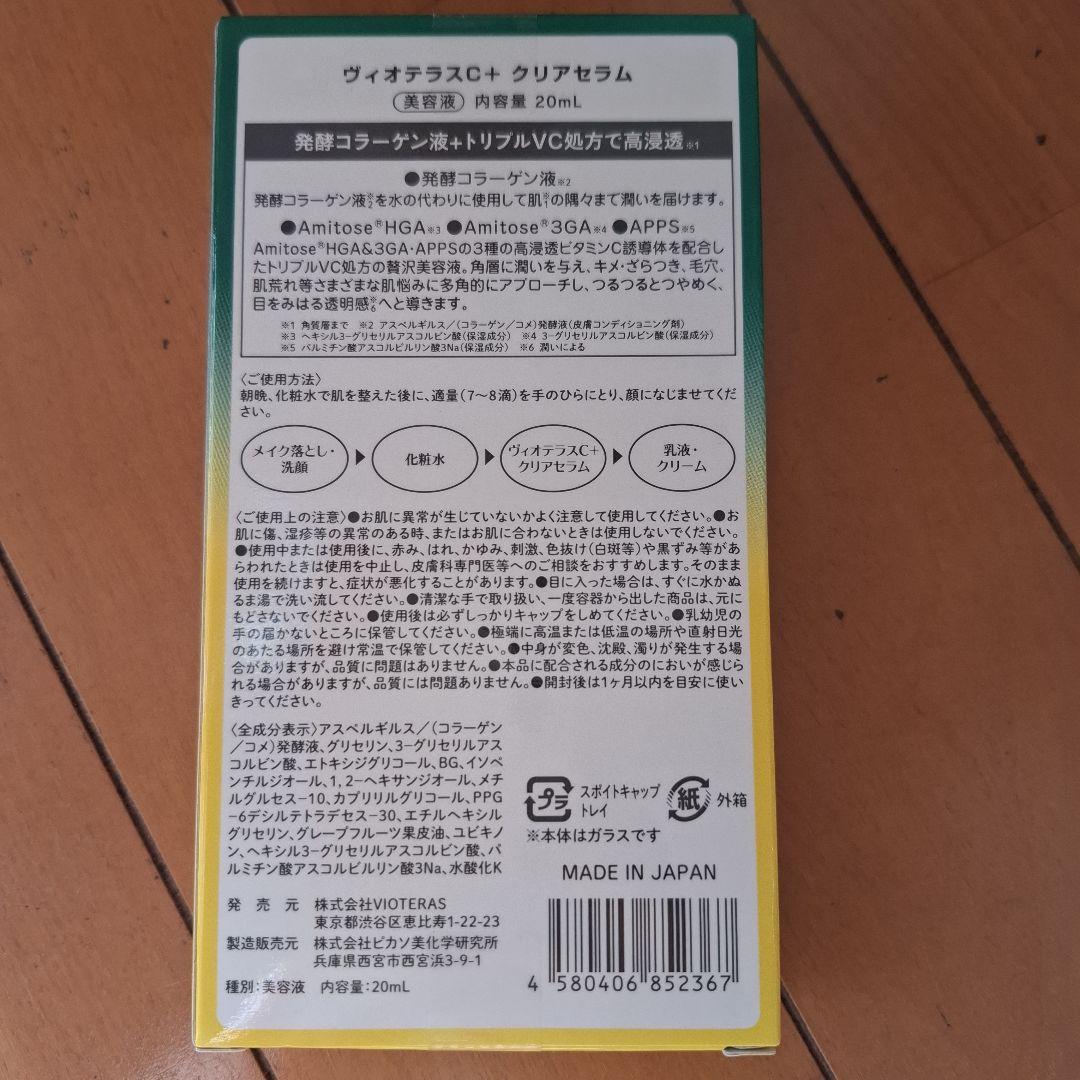 ヴィオテラスC＋ クリアセラム
美容液 内容量 20mL
発酵コラーゲン液+トリプルVC処方で高浸透※1
●発酵コラーゲン液※2
発酵コラーゲン液※2を水の代わりに使用して肌※1の隅々まで潤いを届けます。
●Amitose®HGA※3 ●Amitose®3GA※4 ●APPS※5
Amitose®HGA&3GA・APPSの3種の高浸透ビタミンC誘導体を配合し
たトリプルVC処方の贅沢美容液。角層に潤いを与え、キメ・ざらつき、毛穴、
肌荒れ等さまざまな肌悩みに多角的にアプローチし、つるつるとつやめく、
目をみはる透明感※6へと導きます。
※1 角質層まで ※2 アスペルギルス／（コラーゲン／コメ）発酵液（皮膚コンディショニング剤）
※3 ヘキシル3-グリセリルアスコルビン酸（保湿成分） ※4 3-グリセリルアスコルビン酸（保湿成分）
※5 パルミチン酸アスコルビルリン酸3Na（保湿成分） ※6 潤いによる
〈ご使用方法〉
朝晩、化粧水で肌を整えた後に、適量（7〜8滴）を手のひらにとり、顔になじませてくだ
さい。
メイク落とし・
洗顔
化粧水
ヴィオテラスC＋
クリアセラム
乳液・
クリーム
〈ご使用上の注意〉●お肌に異常が生じていないかよく注意して使用してください。●お
肌に傷、湿疹等の異常のある時、またはお肌に合わないときは使用しないでください。
●使用中または使用後に、赤み、はれ、かゆみ、刺激、色抜け（白斑等）や黒ずみ等があ
らわれたときは使用を中止し、皮膚科専門医等へのご相談をおすすめします。そのまま
使用を続けますと、症状が悪化することがあります。●目に入った場合は、すぐに水かぬ
るま湯で洗い流してください。●清潔な手で取り扱い、一度容器から出した商品は、元に
もどさないでください。●使用後は必ずしっかりキャップをしめてください。●乳幼児の
手の届かないところに保管してください。●極端に高温または低温の場所や直射日光
のあたる場所を避け常温で保管してください。●中身が変色、沈殿、濁りが発生する場
合がありますが、品質に問題はありません。●本品に配合される成分のにおいが感じら
れる場合がありますが、品質には問題ありません。●開封後は1ヶ月以内を目安に使い
きってください。
〈全成分表示〉アスペルギルス／（コラーゲン
／コメ）発酵液、グリセリン、3-グリセリルアス
コルビン酸、エトキシジグリコール、BG、イソペ
ンチルジオール、1，2-ヘキサンジオール、メチ
ルグルセス-10、カプリリルグリコール、PPG
-6デシルテトラデセス-30、エチルヘキシル
グリセリン、グレープフルーツ果皮油、ユビキノ
ン、ヘキシル3-グリセリルアスコルビン酸、パ
ルミチン酸アスコルビルリン酸3Na、水酸化K
プラ スポイトキャップ
トレイ
紙 外箱
※本体はガラスです
MADE IN JAPAN
発売元 株式会社VIOTERAS
東京都渋谷区恵比寿1-22-23
製造販売元 株式会社ピカソ美化学研究所
兵庫県西宮市西宮浜3-9-1
種別：美容液 内容量：20mL
4 580406 852367